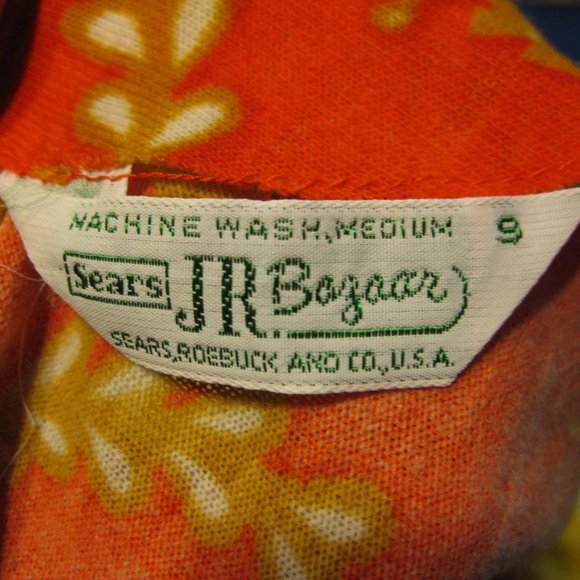 MACHINE WASH, MEDIUM 9
Sears JR Bazaar
SEARS, ROEBUCK AND CO., U.S.A.